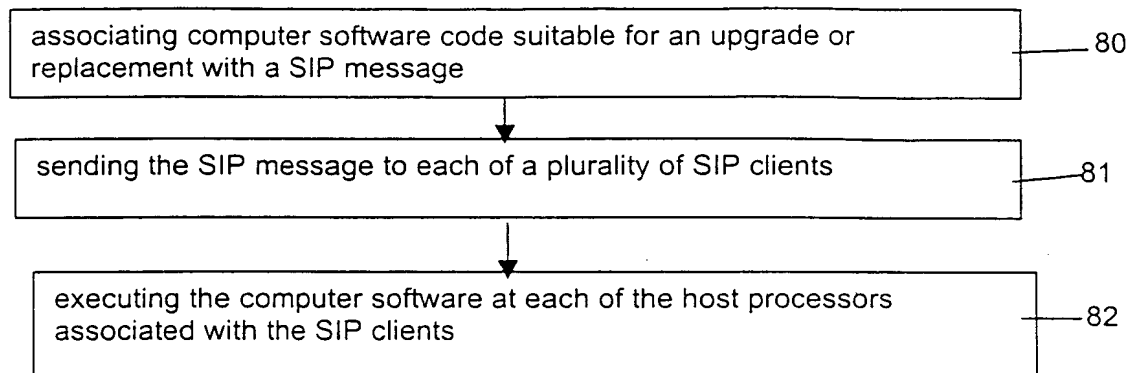 associating computer software code suitable for an upgrade or
replacement with a SIP message
80
sending the SIP message to each of a plurality of SIP clients
81
executing the computer software at each of the host processors
associated with the SIP clients
82